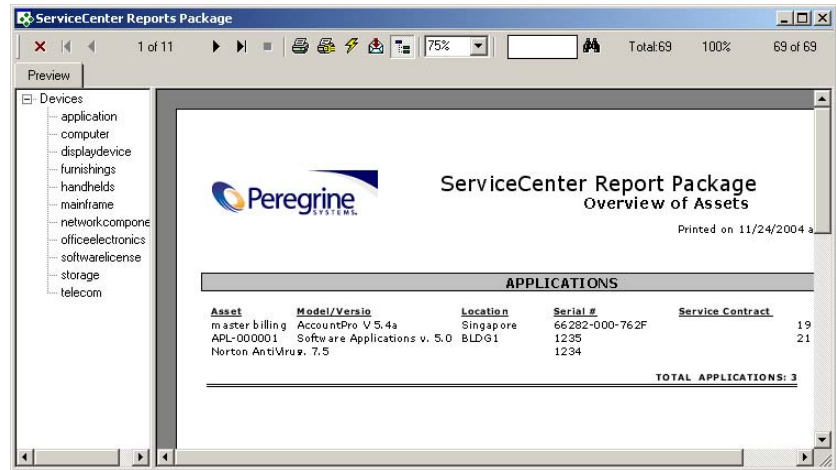 ServiceCenter Reports Package
1 of 11
75%
Total:69 100% 69 of 69
Preview
Devices
application
computer
displaydevice
furnishings
handhelds
mainframe
networkcompone
officeelectronics
softwarelicense
storage
telecom
Peregrine
SYSTEMS.
ServiceCenter Report Package
Overview of Assets
Printed on 11/24/2004 a
APPLICATIONS
Asset Model/Versio Location Serial # Service Contract
master billing AccountPro V 5.4a Singapore 66282-000-762F 19
APL-000001 Software Applications v. 5.0 BLDG1 1235 21
Norton AntiVirus v. 7.5 1234
TOTAL APPLICATIONS: 3